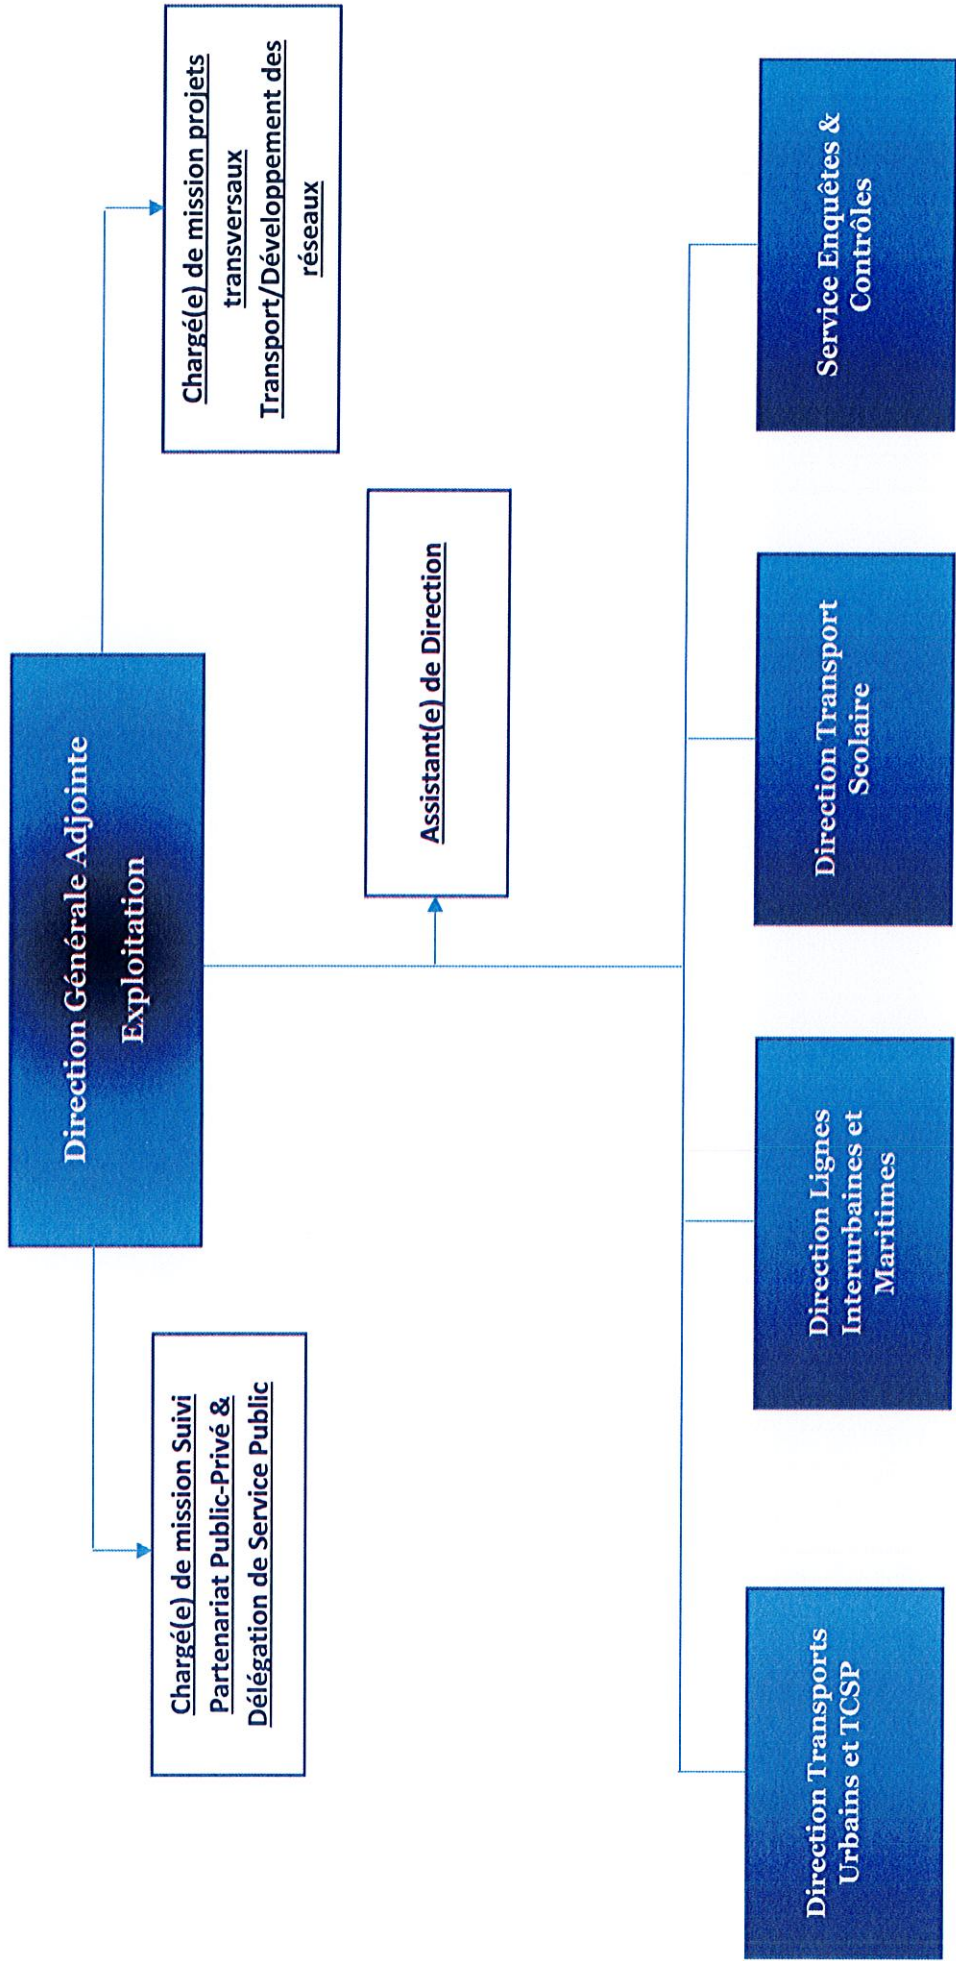 Direction Générale Adjointe
Exploitation
Chargé(e) de mission Suivi
Partenariat Public-Privé &
Délégation de Service Public
Chargé(e) de mission projets
transversaux
Transport/Développement des
réseaux
Assistant(e) de Direction
Direction Transports
Urbains et TCSP
Direction Lignes
Interurbaines et
Maritimes
Direction Transport
Scolaire
Service Enquêtes &
Contrôles